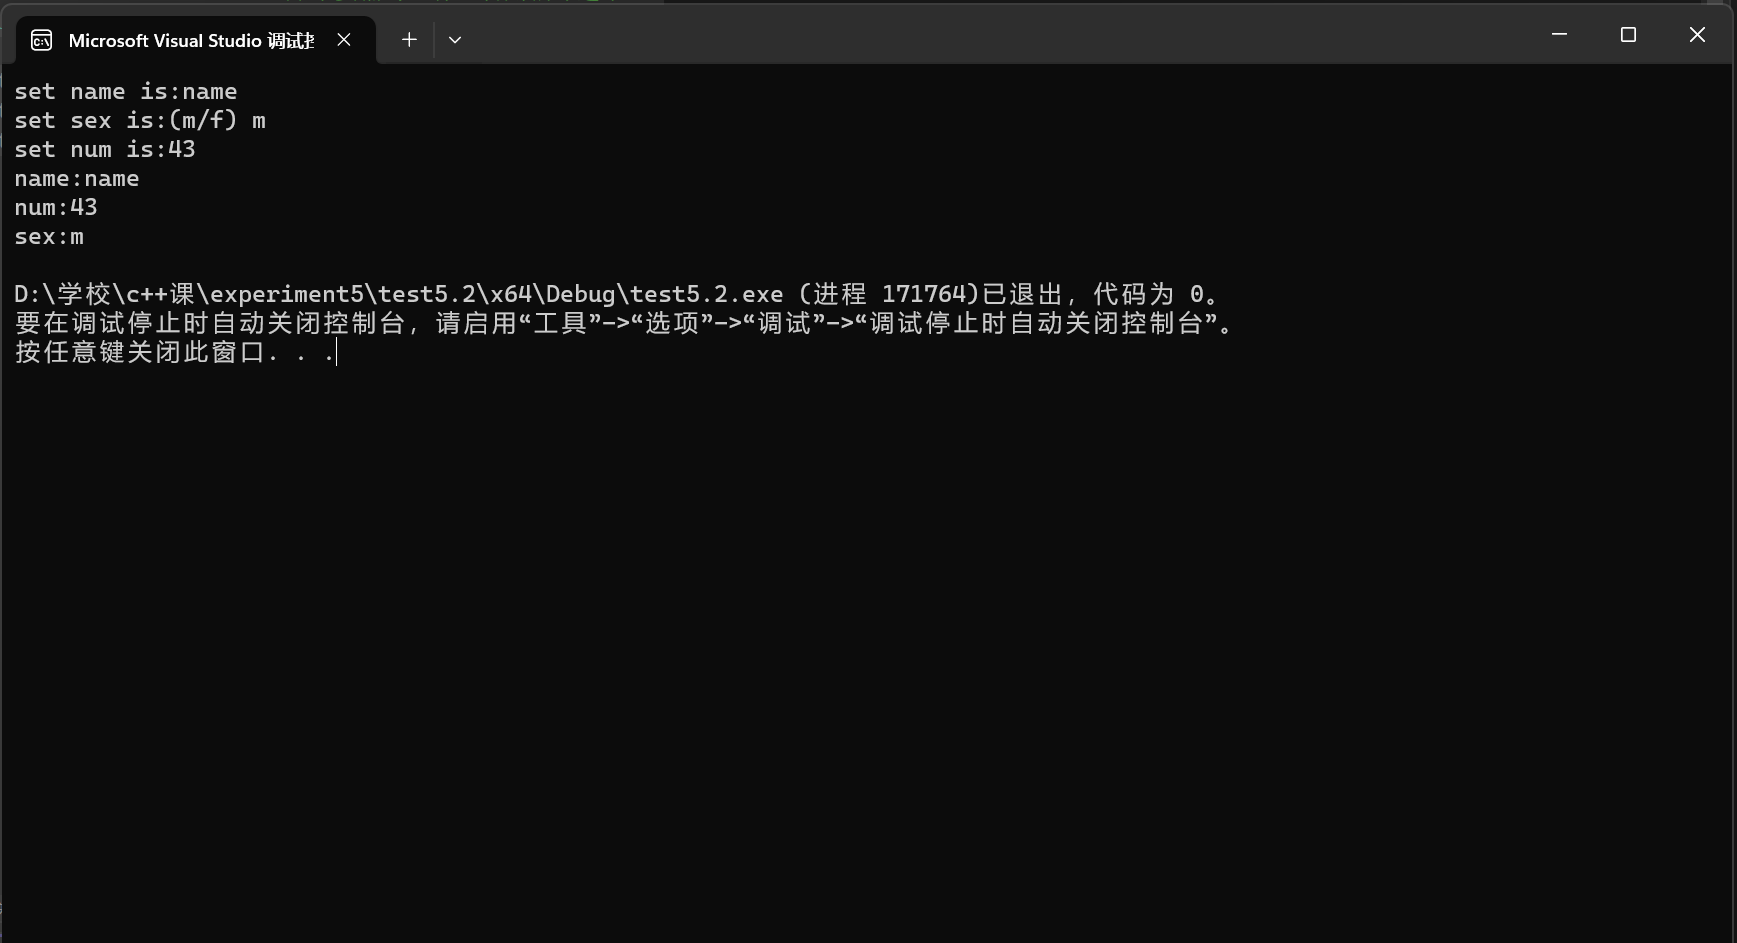 Microsoft Visual Studio 调试
set name is:name
set sex is:(m/f) m
set num is:43
name:name
num:43
sex:m
D:\学校\c++课\experiment5\test5.2\x64\Debug\test5.2.exe (进程 171764)已退出，代码为 0。
要在调试停止时自动关闭控制台，请启用“工具”->“选项”->“调试”->“调试停止时自动关闭控制台”。
按任意键关闭此窗口. . .